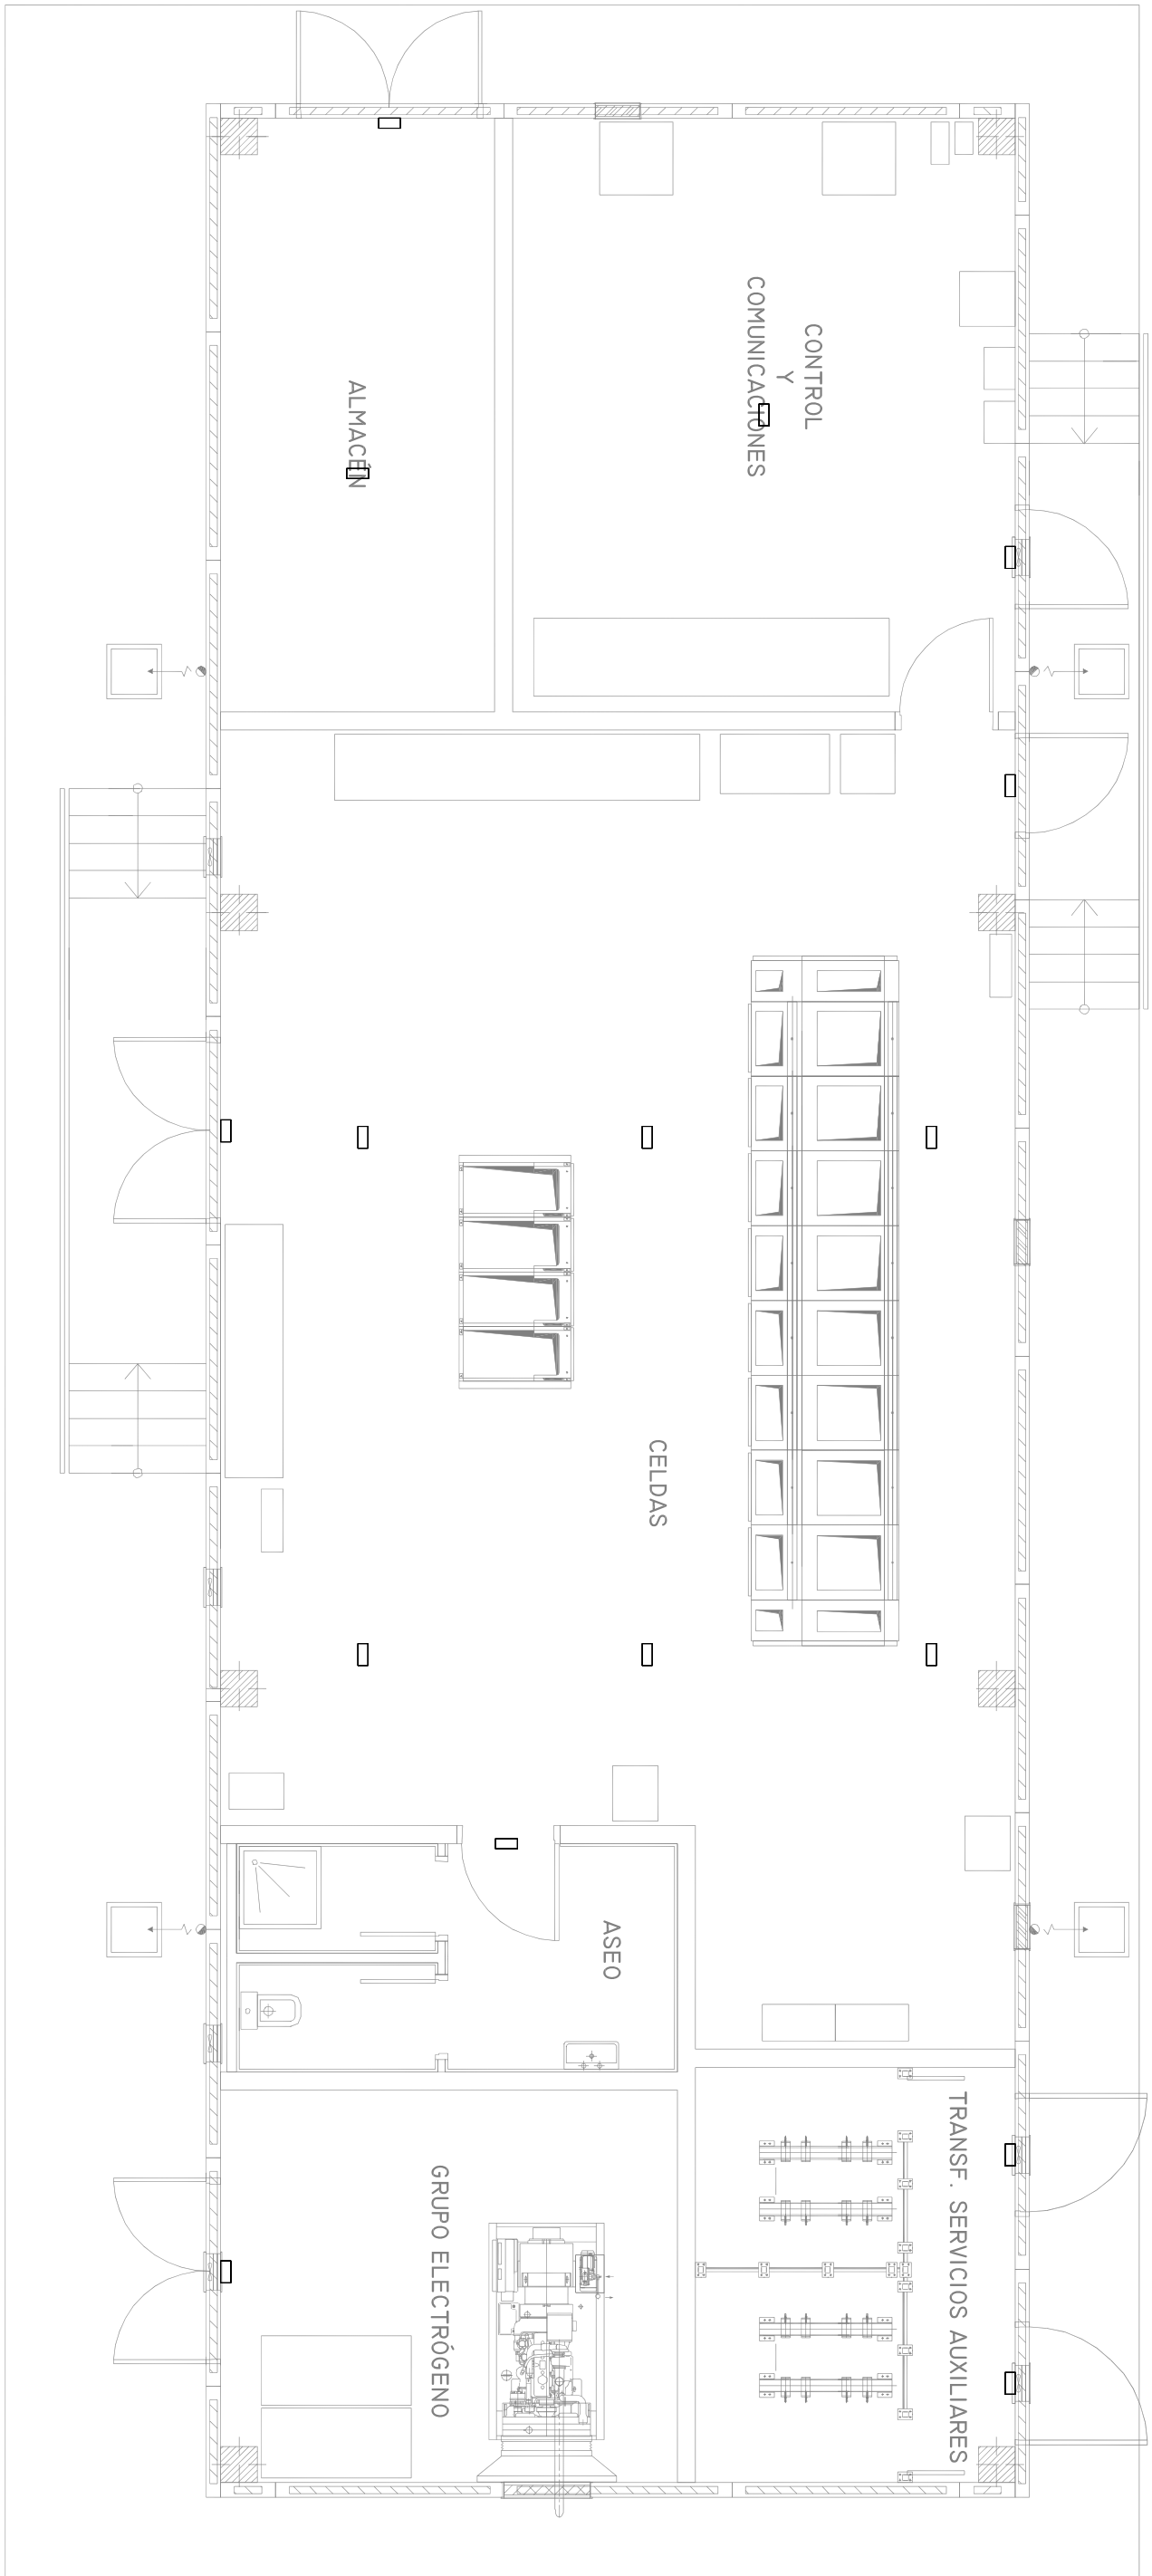 CONTROL
Y
COMUNICACIONES
ALMACÉN
CELDAS
ASEO
TRANSF. SERVICIOS AUXILIARES
GRUPO ELECTRÓGENO